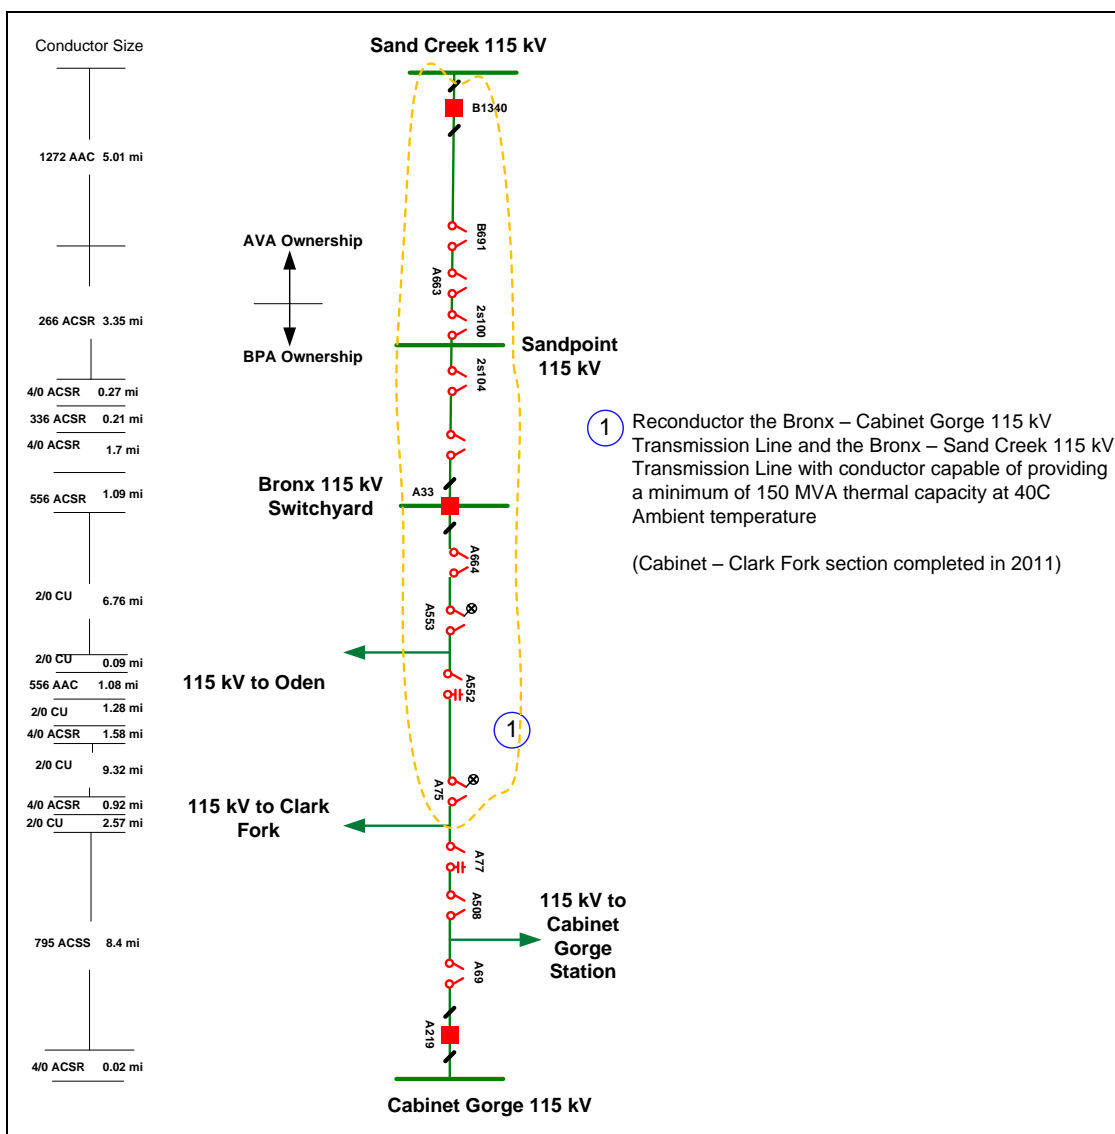 Conductor Size
Sand Creek 115 kV
B1340
1272 AAC 5.01 mi
B691
AVA Ownership
A663
266 ACSR 3.35 mi
2s100
BPA Ownership
Sandpoint
115 kV
2s104
4/0 ACSR 0.27 mi
336 ACSR 0.21 mi
4/0 ACSR 1.7 mi
1 Reconductor the Bronx – Cabinet Gorge 115 kV
Transmission Line and the Bronx – Sand Creek 115 kV
Transmission Line with conductor capable of providing
a minimum of 150 MVA thermal capacity at 40C
Ambient temperature
(Cabinet – Clark Fork section completed in 2011)
556 ACSR 1.09 mi
Bronx 115 kV
Switchyard
A33
A664
2/0 CU 6.76 mi
A553
2/0 CU 0.09 mi
556 AAC 1.08 mi
115 kV to Oden
A552
2/0 CU 1.28 mi
4/0 ACSR 1.58 mi
1
2/0 CU 9.32 mi
A75
4/0 ACSR 0.92 mi
2/0 CU 2.57 mi
115 kV to Clark
Fork
A77
A508
115 kV to
Cabinet
Gorge
Station
795 ACSS 8.4 mi
A69
A219
4/0 ACSR 0.02 mi
Cabinet Gorge 115 kV